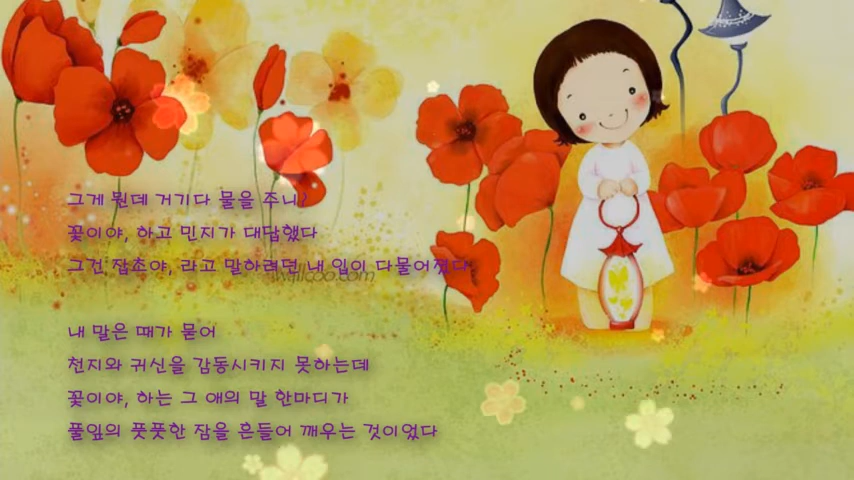 그게 뭔데 거기다 물을 주니?
꽃이야, 하고 민지가 대답했다
그건 잡초야, 라고 말하려던 내 입이 다물어졌다
내 말은 때가 묻어
천지와 귀신을 감동시키지 못하는데
꽃이야, 하는 그 애의 말 한마디가
풀잎의 풋풋한 잠을 흔들어 깨우는 것이었다